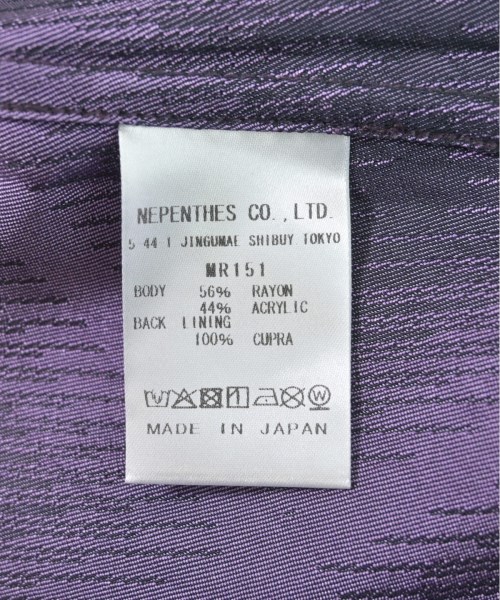 NEPENTHES CO.,LTD.
5 44 1 JINGUMAE SHIBUY TOKYO
MR151
BODY 56% RAYON
44% ACRYLIC
BACK LINING
100% CUPRA
MADE IN JAPAN